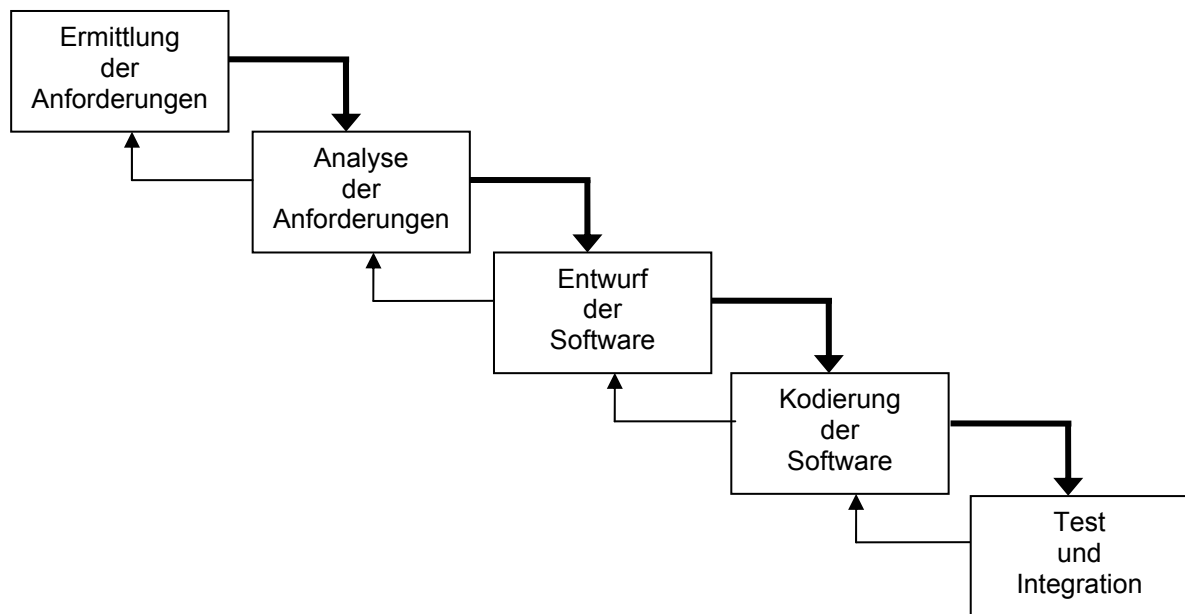 Ermittlung
der
Anforderungen
Analyse
der
Anforderungen
Entwurf
der
Software
Kodierung
der
Software
Test
und
Integration